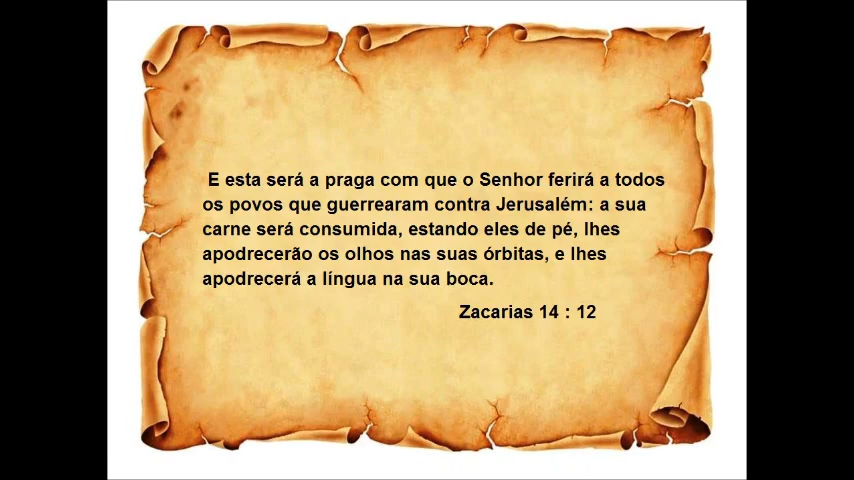 E esta será a praga com que o Senhor ferirá a todos
os povos que guerrearam contra Jerusalém: a sua
carne será consumida, estando eles de pé, lhes
apodrecerão os olhos nas suas órbitas, e lhes
apodrecerá a língua na sua boca.
Zacarias 14 : 12